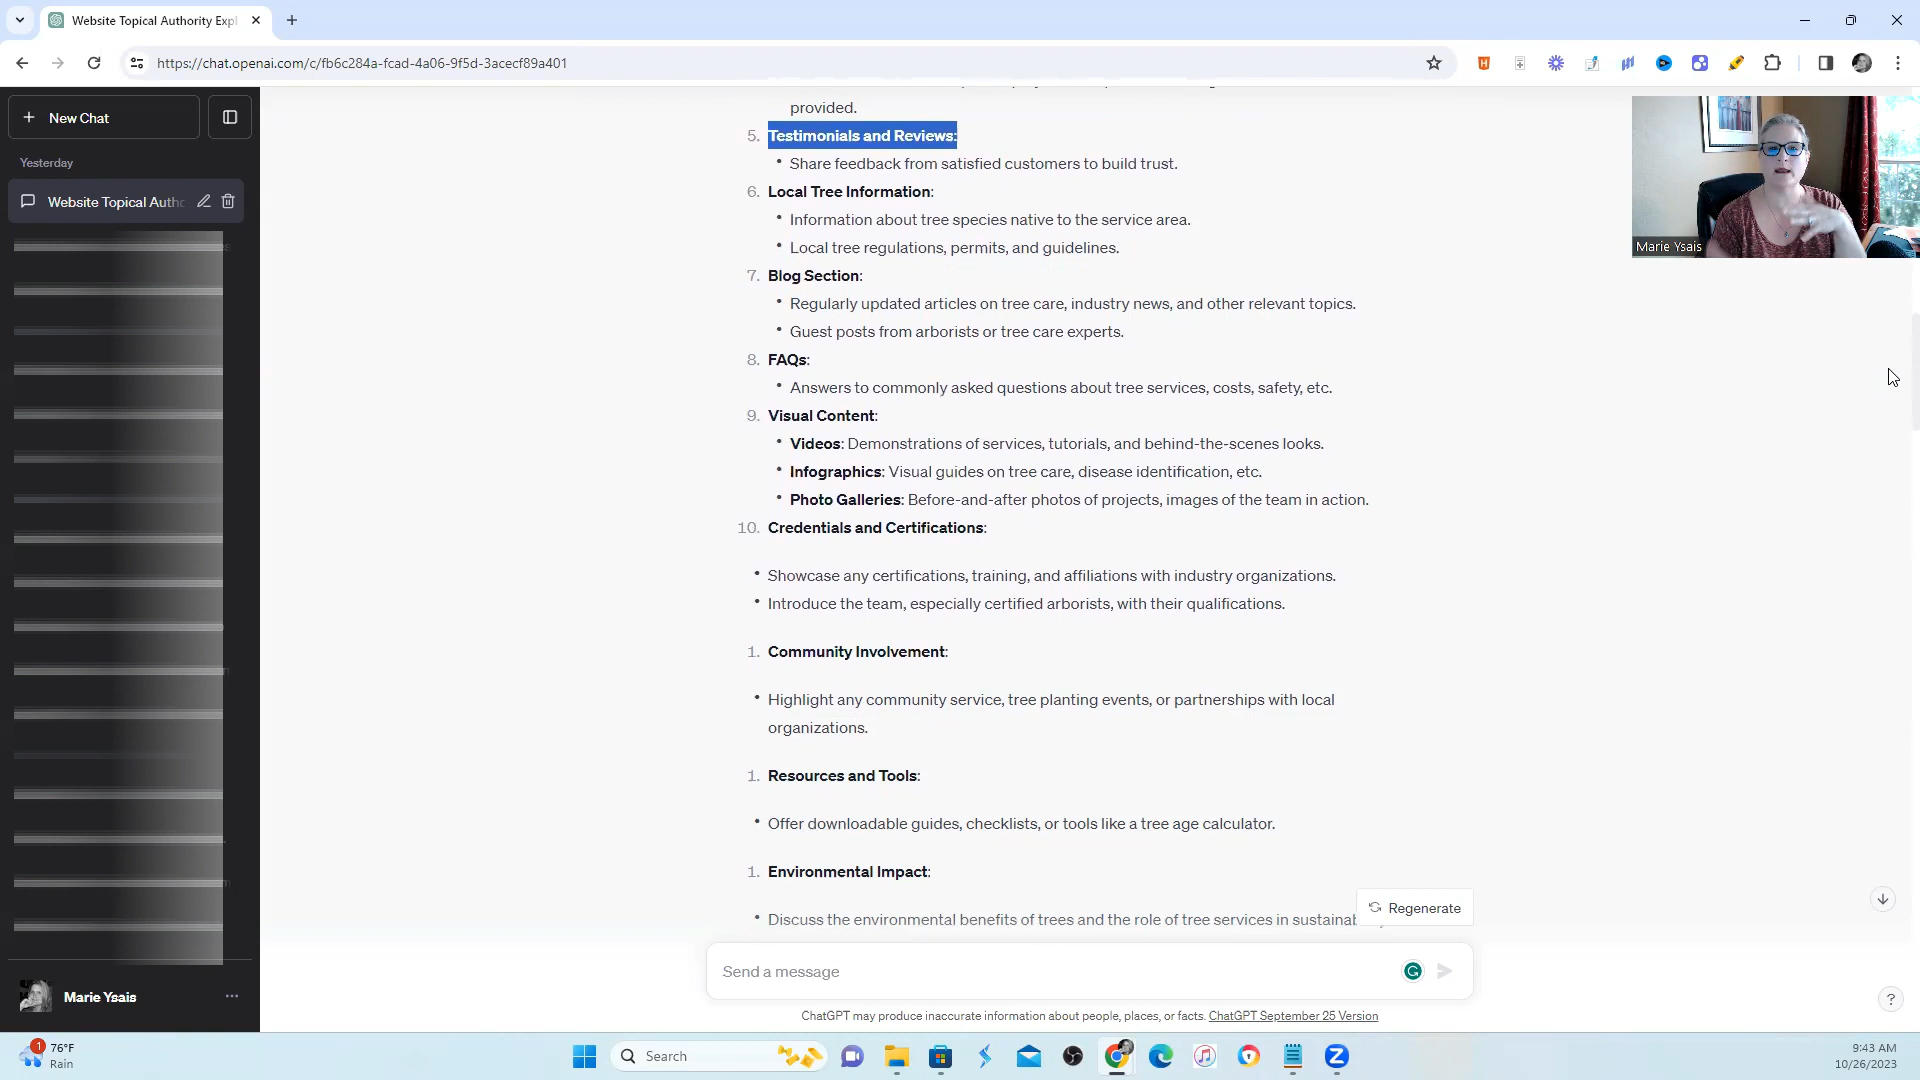 Website Topical Authority Expl
https://chat.openai.com/c/fb6c284a-fcad-4a06-9f5d-3acecf89a401
New Chat
Yesterday
Website Topical Autho
provided.
5. Testimonials and Reviews:
• Share feedback from satisfied customers to build trust.
6. Local Tree Information:
• Information about tree species native to the service area.
• Local tree regulations, permits, and guidelines.
7. Blog Section:
• Regularly updated articles on tree care, industry news, and other relevant topics.
• Guest posts from arborists or tree care experts.
8. FAQs:
• Answers to commonly asked questions about tree services, costs, safety, etc.
9. Visual Content:
• Videos: Demonstrations of services, tutorials, and behind-the-scenes looks.
• Infographics: Visual guides on tree care, disease identification, etc.
• Photo Galleries: Before-and-after photos of projects, images of the team in action.
10. Credentials and Certifications:
• Showcase any certifications, training, and affiliations with industry organizations.
• Introduce the team, especially certified arborists, with their qualifications.
1. Community Involvement:
• Highlight any community service, tree planting events, or partnerships with local
organizations.
1. Resources and Tools:
• Offer downloadable guides, checklists, or tools like a tree age calculator.
1. Environmental Impact:
• Discuss the environmental benefits of trees and the role of tree services in
Regenerate
Send a message
ChatGPT may produce inaccurate information about people, places, or facts. ChatGPT September 25 Version
?
Marie Ysais
Marie Ysais
1
76°F
Rain
Search
9:43 AM
10/26/2023